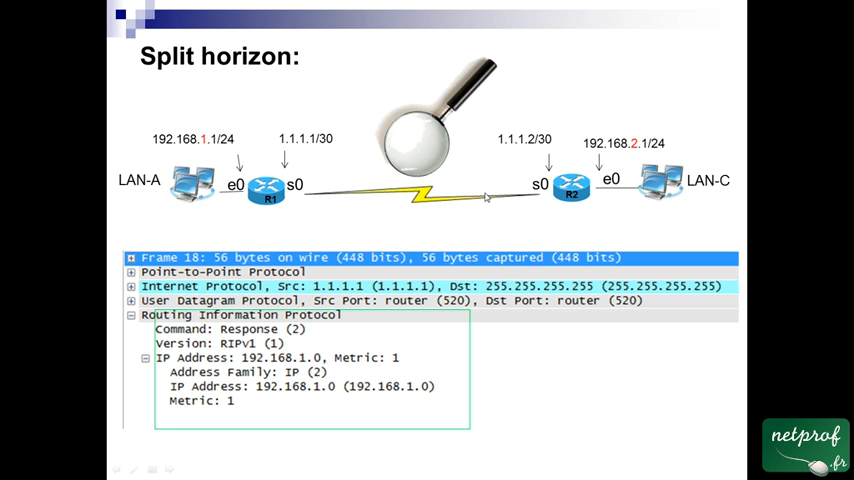 Split horizon:
192.168.1.1/24
1.1.1.1/30
1.1.1.2/30
192.168.2.1/24
LAN-A
e0
R1
s0
s0
R2
e0
LAN-C
Frame 18: 56 bytes on wire (448 bits), 56 bytes captured (448 bits)
Point-to-Point Protocol
Internet Protocol, Src: 1.1.1.1 (1.1.1.1), Dst: 255.255.255.255 (255.255.255.255)
User Datagram Protocol, Src Port: router (520), Dst Port: router (520)
Routing Information Protocol
Command: Response (2)
Version: RIPv1 (1)
IP Address: 192.168.1.0, Metric: 1
Address Family: IP (2)
IP Address: 192.168.1.0 (192.168.1.0)
Metric: 1
netprof
.fr